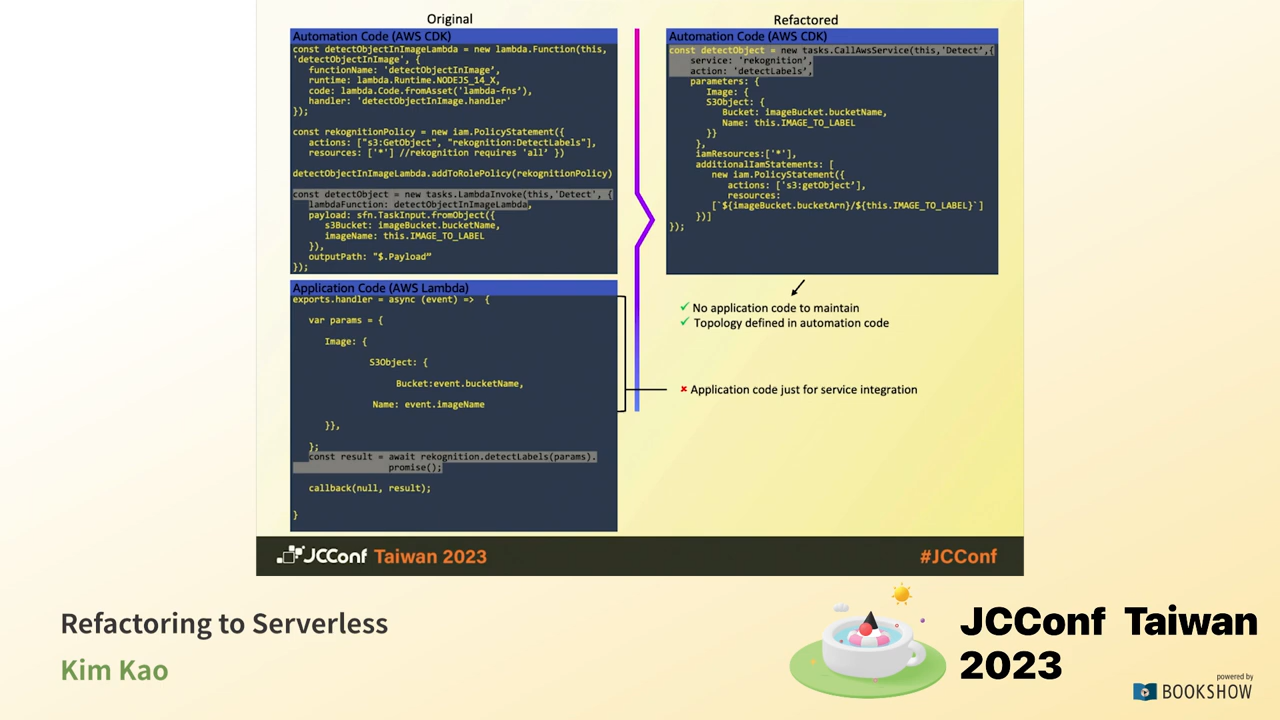 Original
Automation Code (AWS CDK)
const detectObjectInImageLambda = new lambda.Function(this,
'detectObjectInImage', {
functionName: 'detectObjectInImage’,
runtime: lambda.Runtime.NODEJS_14_X,
code: lambda.Code.fromAsset('lambda-fns’),
handler: 'detectObjectInImage.handler'
});
const rekognitionPolicy = new iam.PolicyStatement({
actions: ["s3:GetObject", "rekognition:DetectLabels"],
resources: ['*'] //rekognition requires 'all' })
detectObjectInImageLambda.addToRolePolicy(rekognitionPolicy)
const detectObject = new tasks.LambdaInvoke(this,'Detect', {
lambdaFunction: detectObjectInImageLambda,
payload: sfn.TaskInput.fromObject({
s3Bucket: imageBucket.bucketName,
imageName: this.IMAGE_TO_LABEL
}),
outputPath: "$.Payload”
});
Application Code (AWS Lambda)
exports.handler = async (event) => {
var params = {
Image: {
S3Object: {
Bucket:event.bucketName,
Name: event.imageName
}},
};
const result = await rekognition.detectLabels(params).
promise();
callback(null, result);
}
Refactored
Automation Code (AWS CDK)
const detectObject = new tasks.CallAwsService(this,'Detect’,{
service: 'rekognition’,
action: 'detectLabels’,
parameters: {
Image: {
S3Object: {
Bucket: imageBucket.bucketName,
Name: this.IMAGE_TO_LABEL
}}
},
iamResources:['*'],
additionalIamStatements: [
new iam.PolicyStatement({
actions: ['s3:getObject’],
resources:
[`${imageBucket.bucketArn}/${this.IMAGE_TO_LABEL}`]
})]
});
✓ No application code to maintain
✓ Topology defined in automation code
✖ Application code just for service integration
JCConf Taiwan 2023
#JCConf
Refactoring to Serverless
Kim Kao
JCConf Taiwan
2023
powered by
BOOKSHOW